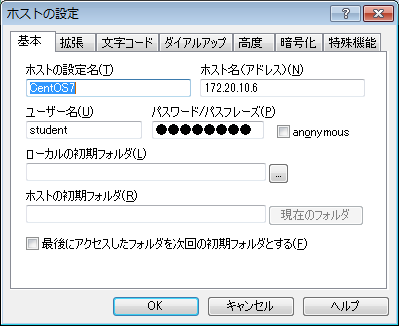 ホストの設定
基本 拡張 文字コード ダイアルアップ 高度 暗号化 特殊機能
ホストの設定名(T) ホスト名(アドレス)(N)
CentOS7 172.20.10.6
ユーザー名(U) パスワード/パスフレーズ(P)
student ●●●●●●●● anonymous
ローカルの初期フォルダ(L)
...
ホストの初期フォルダ(R)
現在のフォルダ
最後にアクセスしたフォルダを次回の初期フォルダとする(F)
OK キャンセル ヘルプ